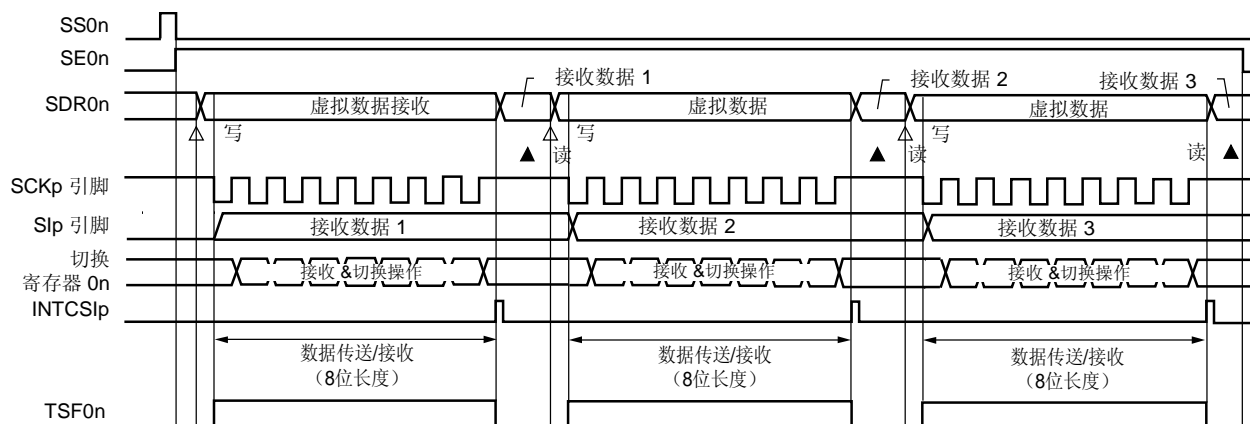 SS0n
SE0n
接收数据 1
接收数据 2
接收数据 3
SDR0n
虚拟数据接收
虚拟数据
虚拟数据
写
写
写
读
读
读
SCKp 引脚
SIp 引脚
接收数据 1
接收数据 2
接收数据 3
切换
寄存器 0n
接收 &切换操作
接收 &切换操作
接收 &切换操作
INTCSIp
数据传送/接收
（8位长度）
数据传送/接收
（8位长度）
数据传送/接收
（8位长度）
TSF0n